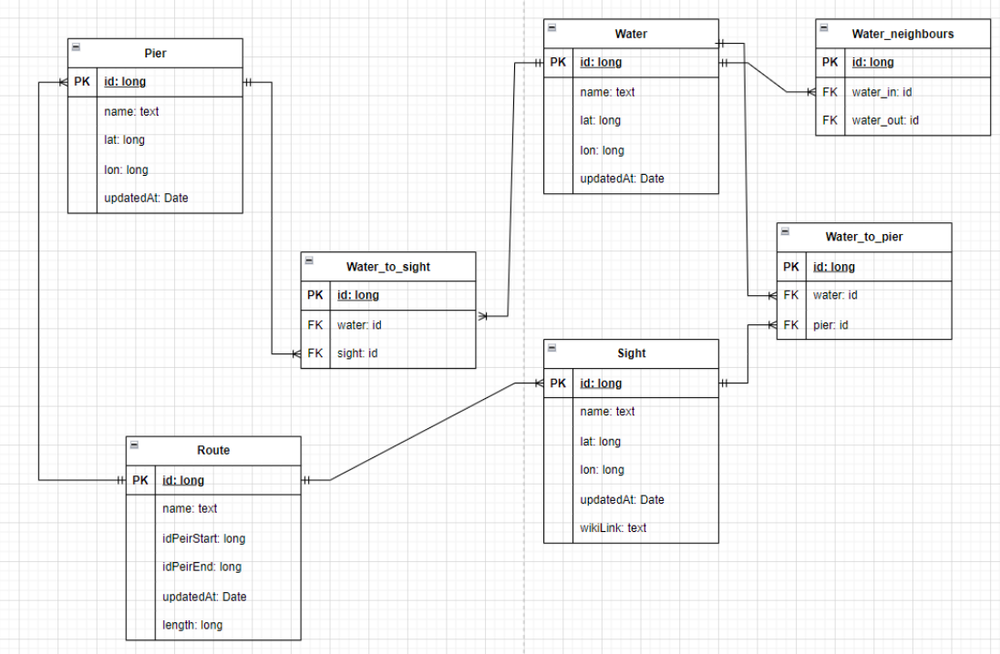 Pier
PK id: long
name: text
lat: long
lon: long
updatedAt: Date
Water
PK id: long
name: text
lat: long
lon: long
updatedAt: Date
Water_neighbours
PK id: long
FK water_in: id
FK water_out: id
Water_to_sight
PK id: long
FK water: id
FK sight: id
Water_to_pier
PK id: long
FK water: id
FK pier: id
Sight
PK id: long
name: text
lat: long
lon: long
updatedAt: Date
wikiLink: text
Route
PK id: long
name: text
idPeirStart: long
idPeirEnd: long
updatedAt: Date
length: long